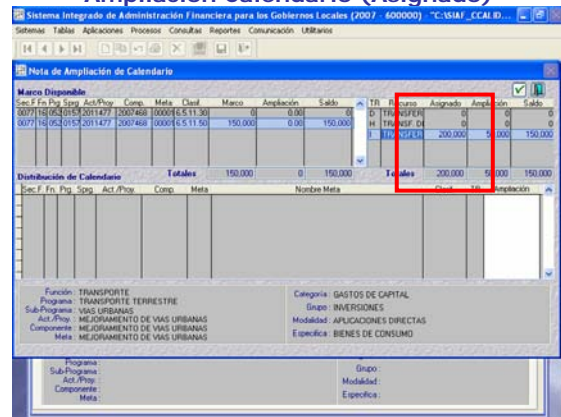 Ampliación Calendario (Asignado)
Sistema Integrado de Administración Financiera para los Gobiernos Locales (2007 - 600000) - "C:\SIAF_CCALID...
Sistemas Tablas Aplicaciones Procesos Consultas Reportes Comunicación Utilitarios
Nota de Ampliación de Calendario
Marco Disponible
Sec.F Fn Prg Sprg Act/Proy Comp. Meta Clasif. Marco Ampliación Saldo TR Recurso Asignado Ampliación Saldo
0077 16 052 0157 2011477 2007468 00001 6.5.11.30 0 0.00 0 D TRANSFER 0 0 0
0077 16 052 0157 2011477 2007468 00001 6.5.11.50 150,000 0.00 150,000 H TRANSF. DI 0 0 0
I TRANSFER 200,000 50,000 150,000
Totales 150,000 0 150,000 Totales 200,000 50,000 150,000
Distribución de Calendario
Sec.F. Fn. Prg. Sprg Act./Proy. Comp. Meta Nombre Meta Clasif. TR Ampliación
Función: TRANSPORTE Categoría: GASTOS DE CAPITAL
Programa: TRANSPORTE TERRESTRE Grupo: INVERSIONES
Sub-Programa: VIAS URBANAS Modalidad: APLICACIONES DIRECTAS
Act./Proy.: MEJORAMIENTO DE VIAS URBANAS Específica: BIENES DE CONSUMO
Componente: MEJORAMIENTO DE VIAS URBANAS
Meta: MEJORAMIENTO DE VIAS URBANAS
Programa:
Sub-Programa: Grupo:
Act./Proy: Modalidad:
Componente: Específica:
Meta: